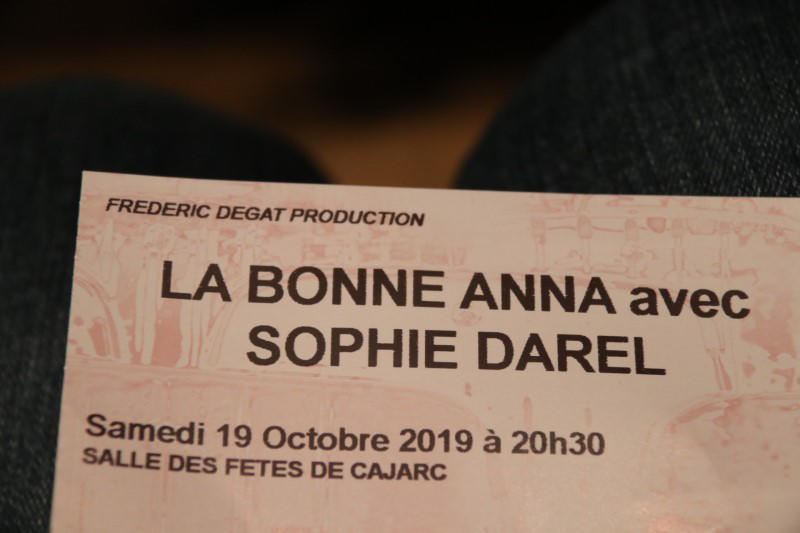 FREDERIC DEGAT PRODUCTION
LA BONNE ANNA avec
SOPHIE DAREL
Samedi 19 Octobre 2019 à 20h30
SALLE DES FETES DE CAJARC